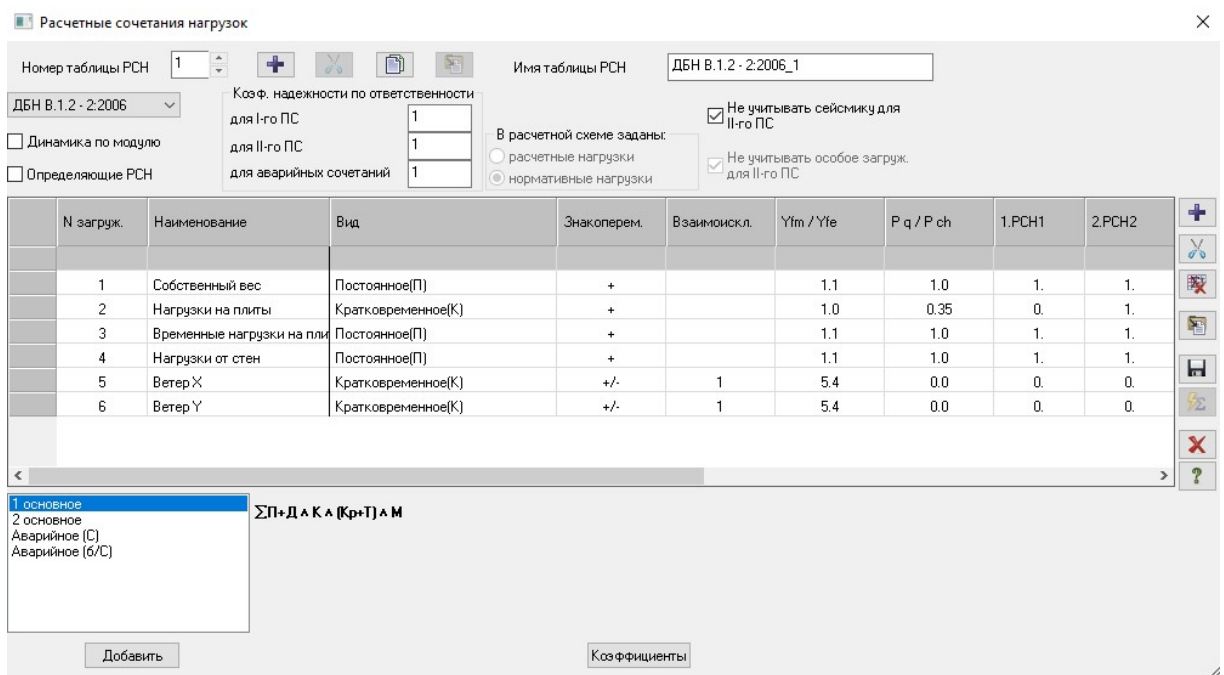 Расчетные сочетания нагрузок
Номер таблицы РСН 1 Имя таблицы РСН ДБН В.1.2 - 2:2006_1
ДБН В.1.2 - 2:2006
Динамика по модулю
Определяющие РСН
Коэф. надежности по ответственности
для I-го ПС 1
для II-го ПС 1
для аварийных сочетаний 1
В расчетной схеме заданы:
расчетные нагрузки
нормативные нагрузки
Не учитывать сейсмику для
II-го ПС
Не учитывать особое загруж.
для II-го ПС
N загруж. Наименование Вид Знакоперем. Взаимоискл. Yfm / Yfe P q / P ch 1.РСН1 2.РСН2
1 Собственный вес Постоянное(П) + 1.1 1.0 1. 1.
2 Нагрузки на плиты Кратковременное(К) + 1.0 0.35 0. 1.
3 Временные нагрузки на пли Постоянное(П) + 1.1 1.0 1. 1.
4 Нагрузки от стен Постоянное(П) + 1.1 1.0 1. 1.
5 Ветер X Кратковременное(К) +/- 1 5.4 0.0 0. 0.
6 Ветер Y Кратковременное(К) +/- 1 5.4 0.0 0. 0.
1 основное
2 основное
Аварийное (С)
Аварийное (б/С)
∑П+Д ∧ К ∧ (Кр+Т) ∧ М
Добавить Коэффициенты